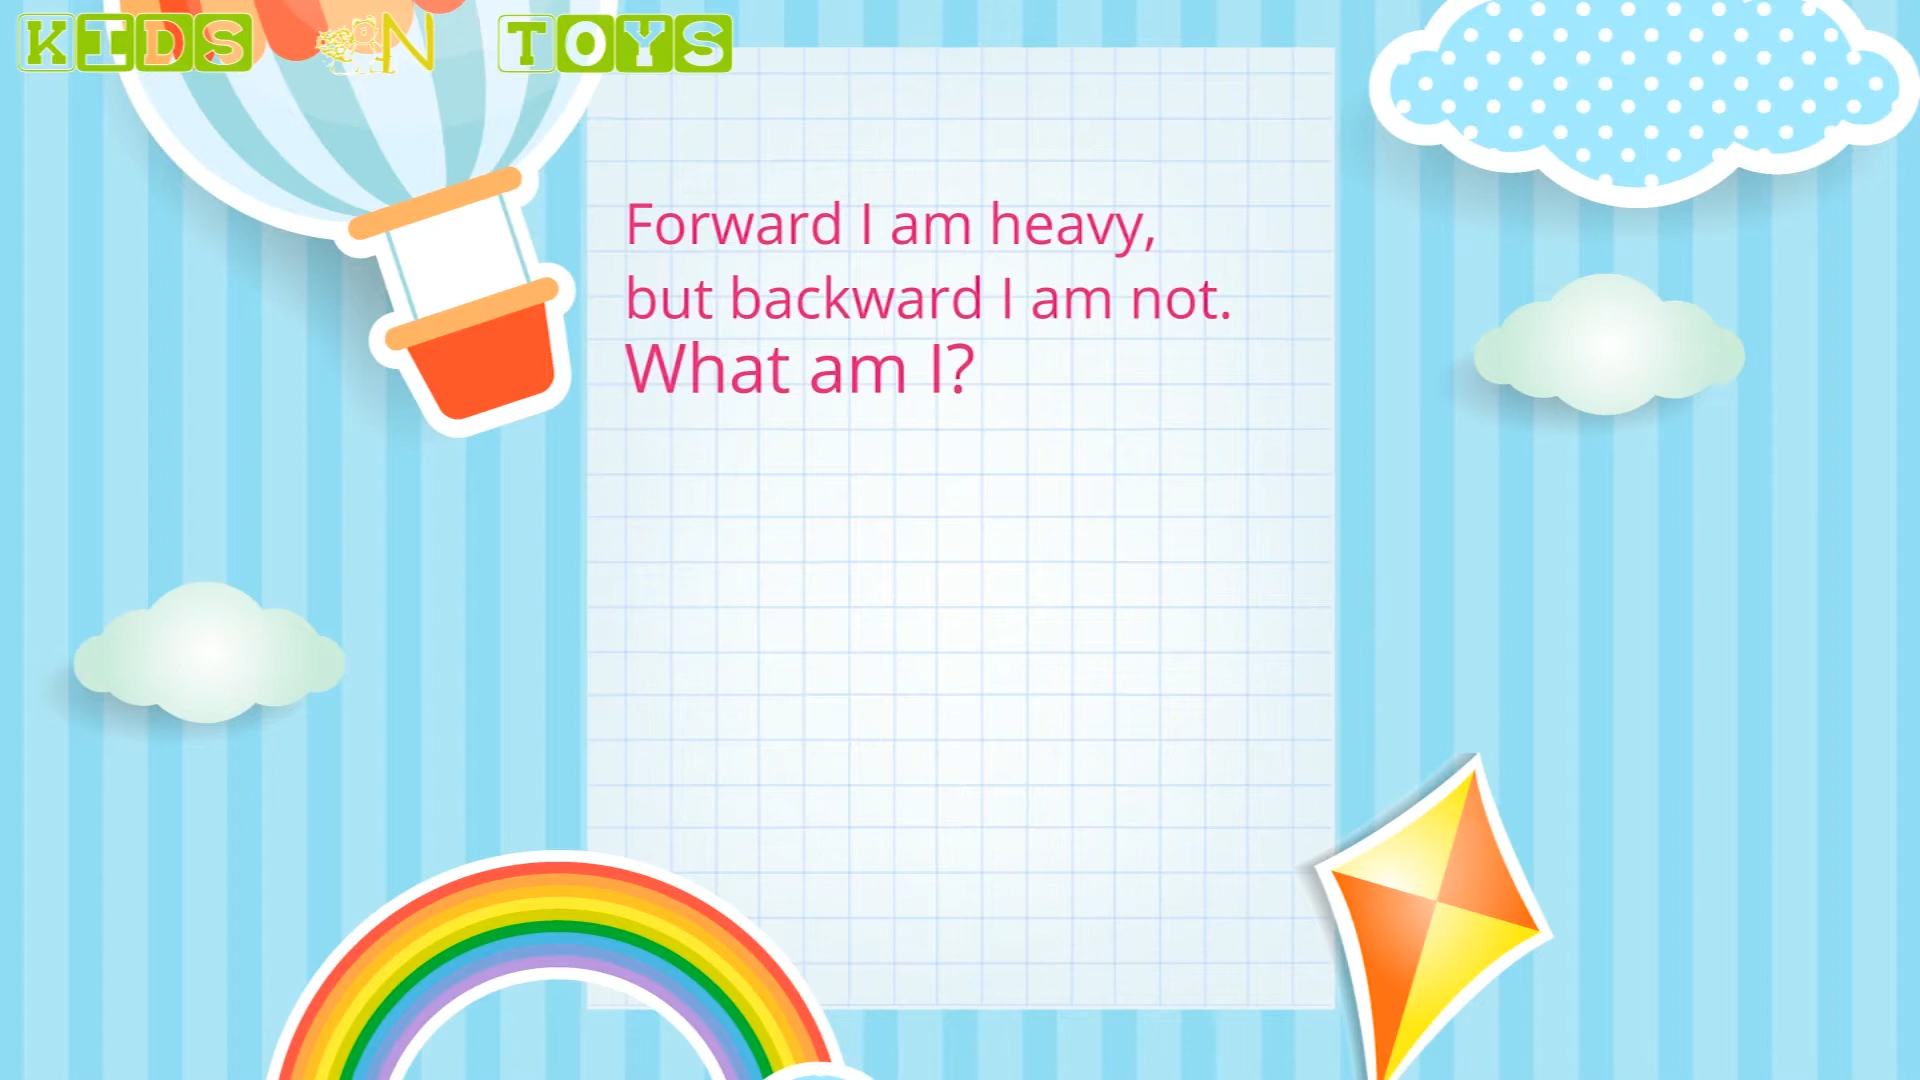 KIDS ON TOYS
Forward I am heavy,
but backward I am not.
What am I?